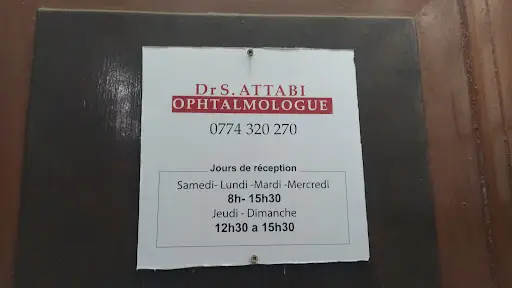 Dr S. ATTABI
OPHTALMOLOGUE
0774 320 270
Jours de réception
Samedi- Lundi -Mardi -Mercredi
8h- 15h30
Jeudi - Dimanche
12h30 a 15h30